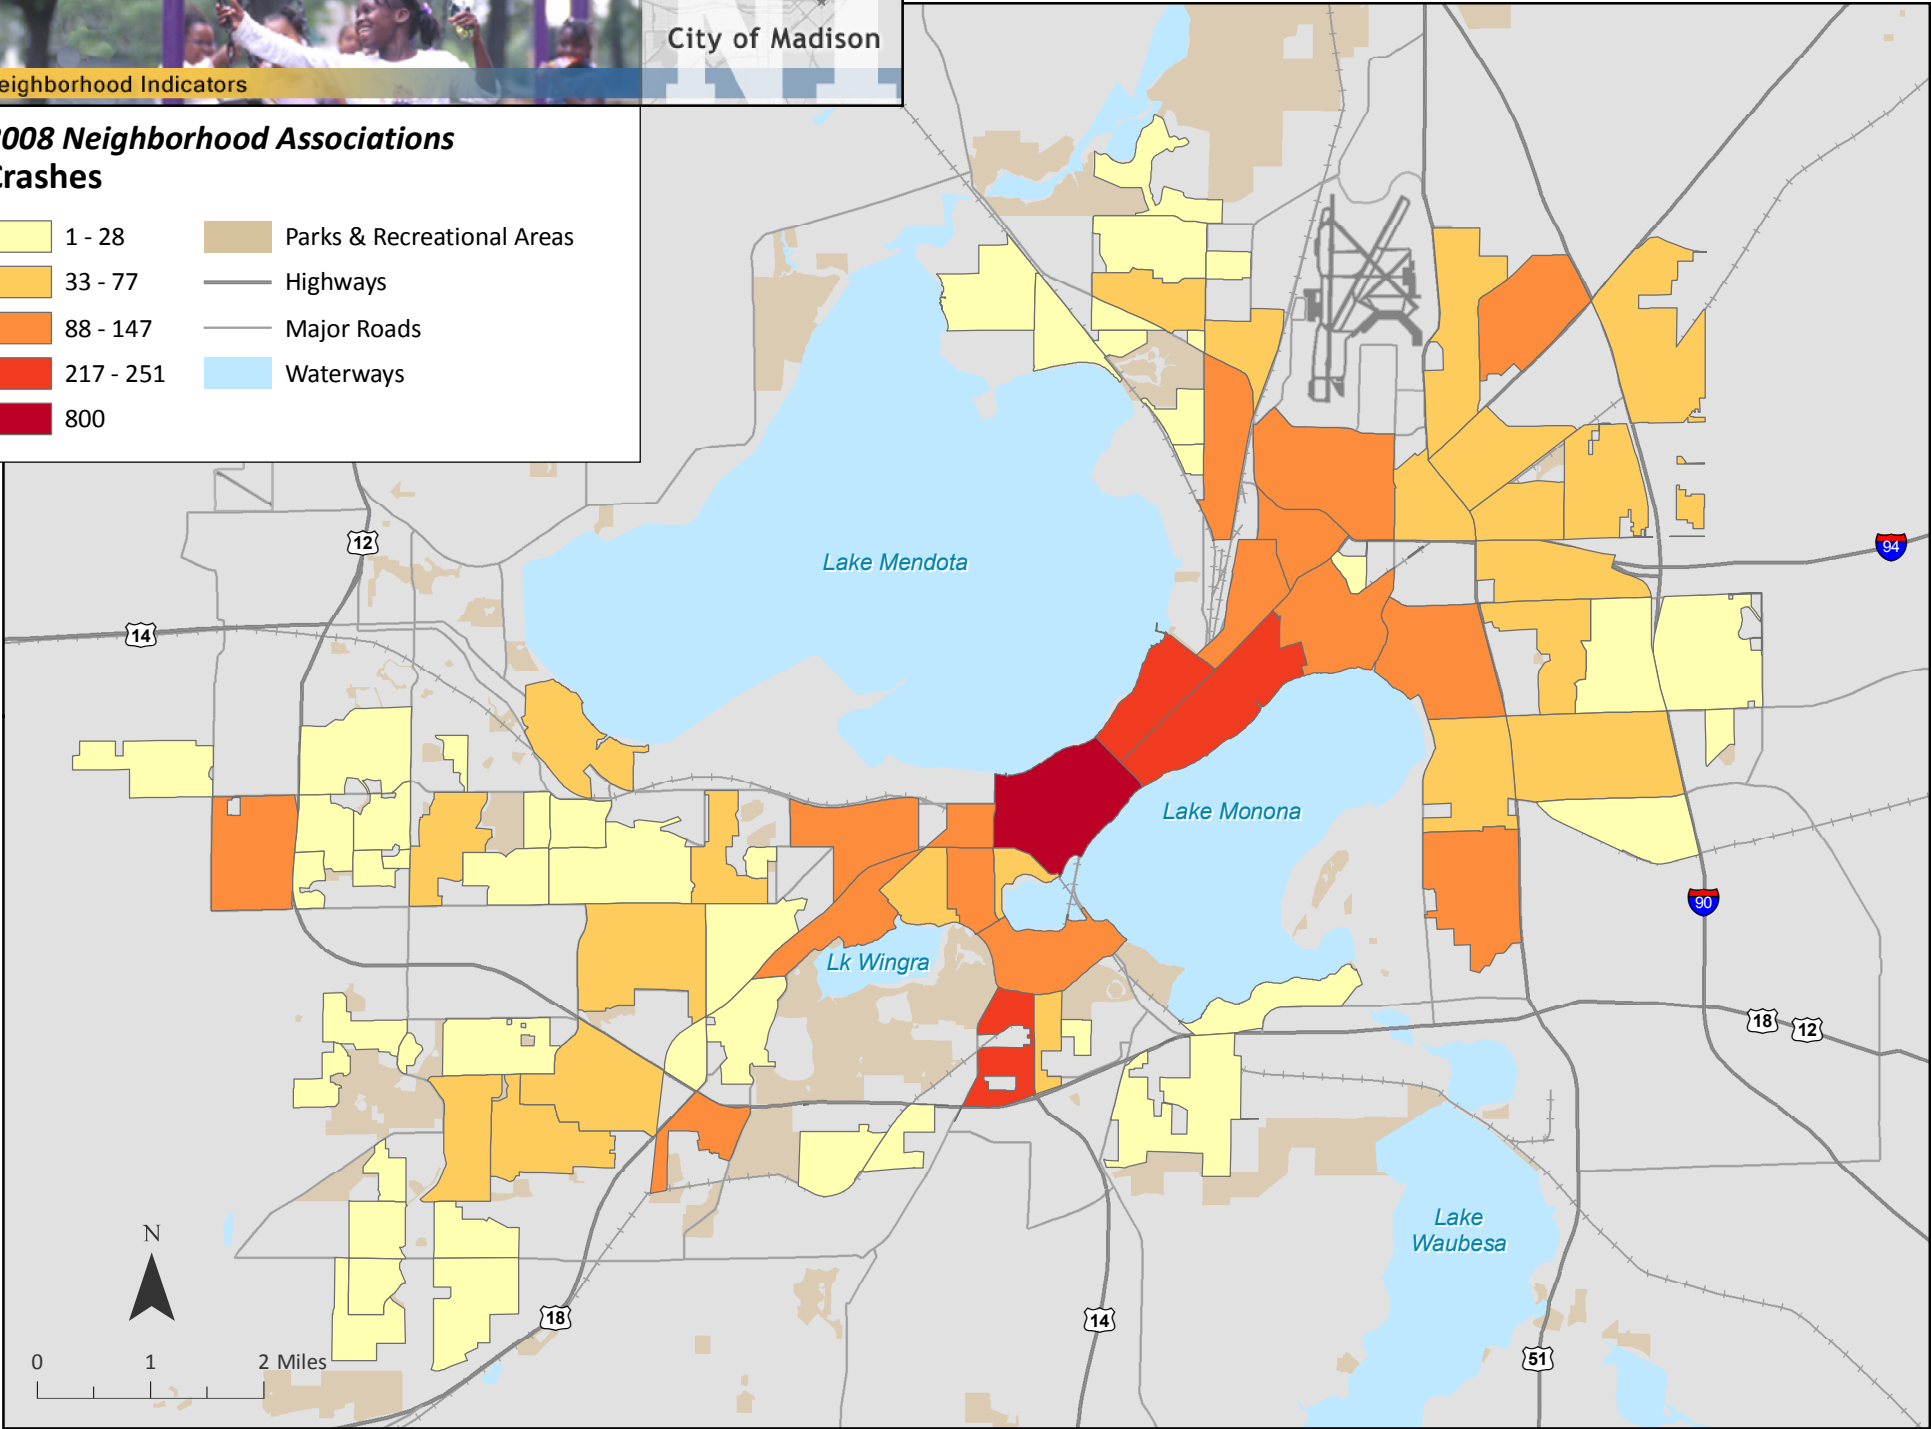 City of Madison
eighborhood Indicators
2008 Neighborhood Associations
Crashes
1 - 28
33 - 77
88 - 147
217 - 251
800
Parks & Recreational Areas
Highways
Major Roads
Waterways
12
14
Lake Mendota
94
Lake Monona
90
Lk Wingra
18
12
N
Lake
Waubesa
18
14
51
0
1
2 Miles